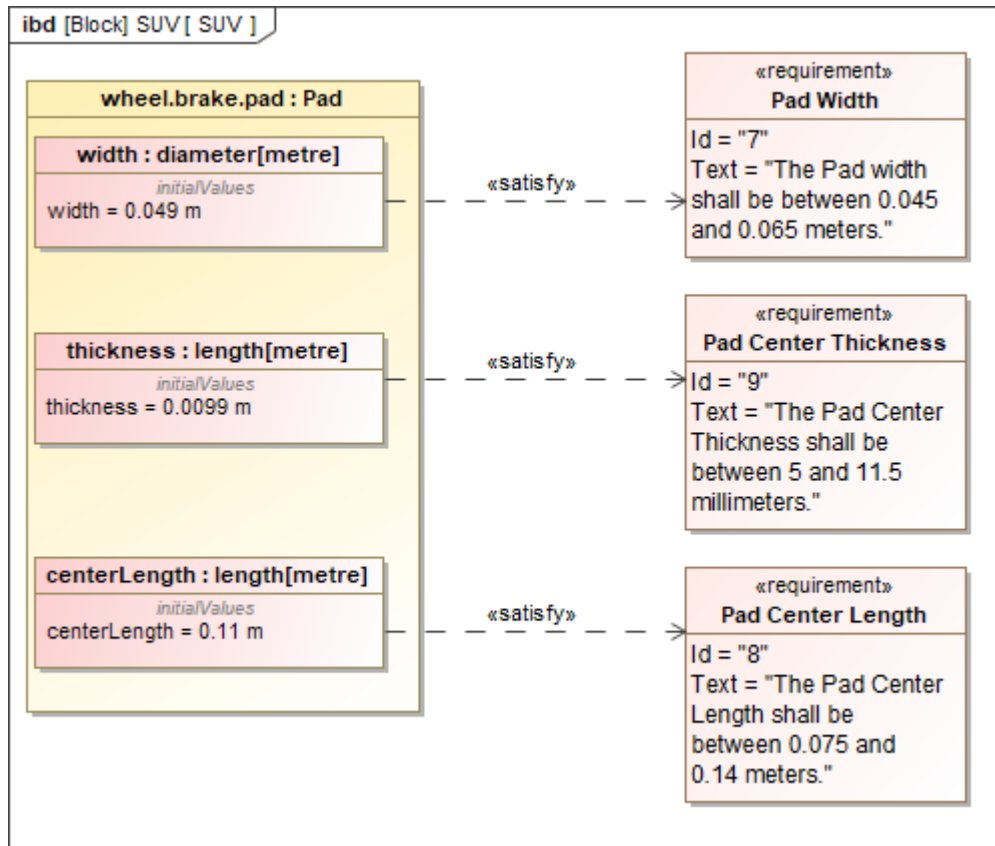 ibd [Block] SUV [ SUV ]
wheel.brake.pad : Pad
width : diameter[metre]
initialValues
width = 0.049 m
«satisfy»
«requirement»
Pad Width
Id = "7"
Text = "The Pad width
shall be between 0.045
and 0.065 meters."
thickness : length[metre]
initialValues
thickness = 0.0099 m
«satisfy»
«requirement»
Pad Center Thickness
Id = "9"
Text = "The Pad Center
Thickness shall be
between 5 and 11.5
millimeters."
centerLength : length[metre]
initialValues
centerLength = 0.11 m
«satisfy»
«requirement»
Pad Center Length
Id = "8"
Text = "The Pad Center
Length shall be
between 0.075 and
0.14 meters."